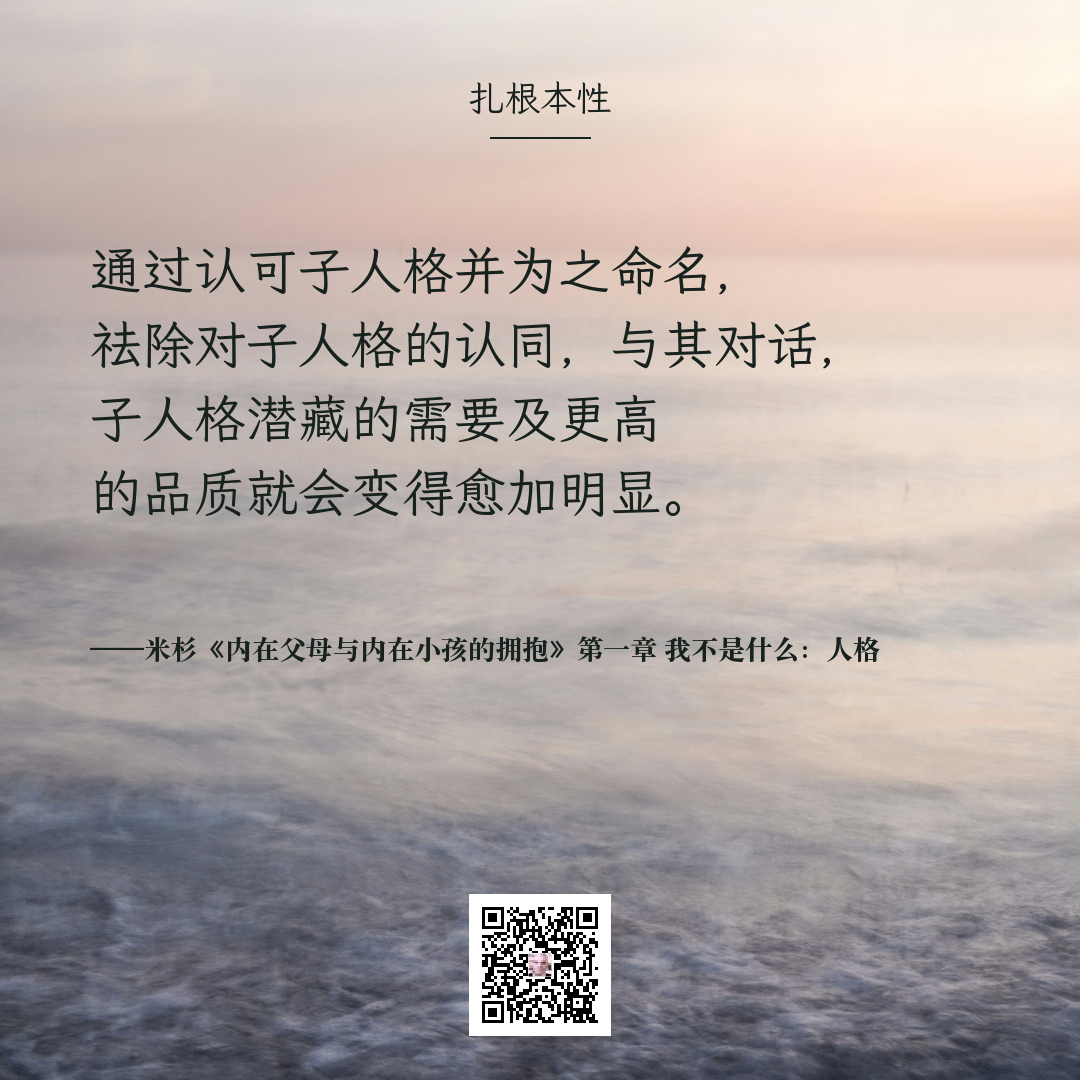 扎根本性
通过认可子人格并为之命名，
祛除对子人格的认同，与其对话，
子人格潜藏的需要及更高
的品质就会变得愈加明显。
——米杉《内在父母与内在小孩的拥抱》第一章 我不是什么：人格